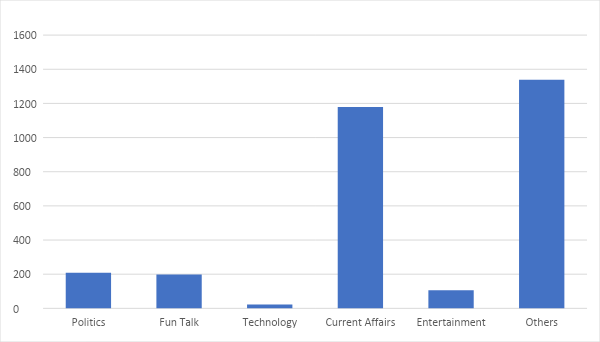 1600
1400
1200
1000
800
600
400
200
0
Politics
Fun Talk
Technology
Current Affairs
Entertainment
Others